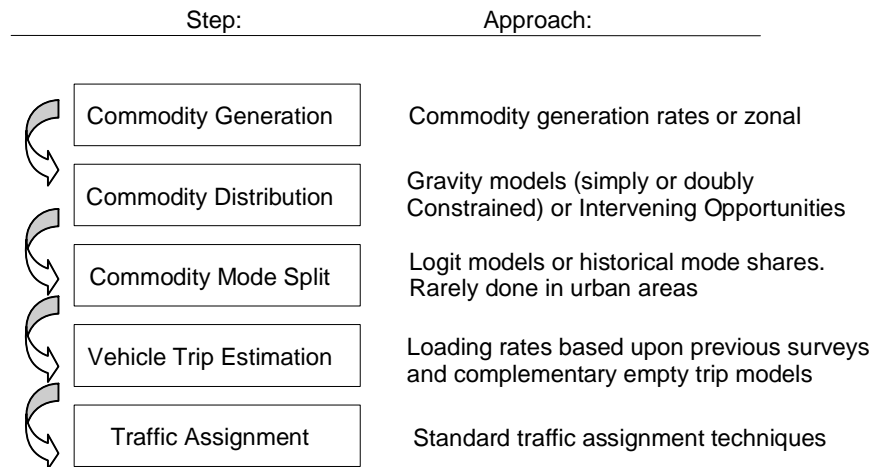 Step: Approach:
Commodity Generation Commodity generation rates or zonal
Commodity Distribution Gravity models (simply or doubly
Constrained) or Intervening Opportunities
Commodity Mode Split Logit models or historical mode shares.
Rarely done in urban areas
Vehicle Trip Estimation Loading rates based upon previous surveys
and complementary empty trip models
Traffic Assignment Standard traffic assignment techniques